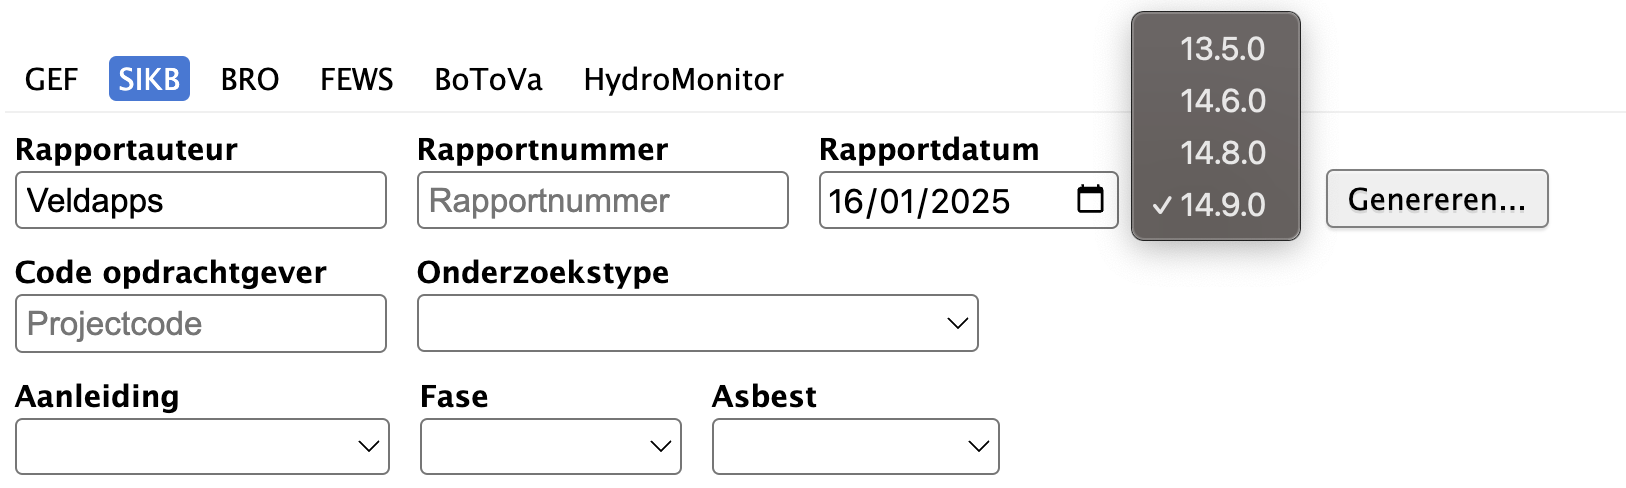 13.5.0
14.6.0
14.8.0
✓ 14.9.0
GEF SIKB BRO FEWS BoToVa HydroMonitor
Rapportauteur Rapportnummer Rapportdatum
Veldapps Rapportnummer 16/01/2025 Genereren...
Code opdrachtgever Onderzoekstype
Projectcode
Aanleiding Fase Asbest